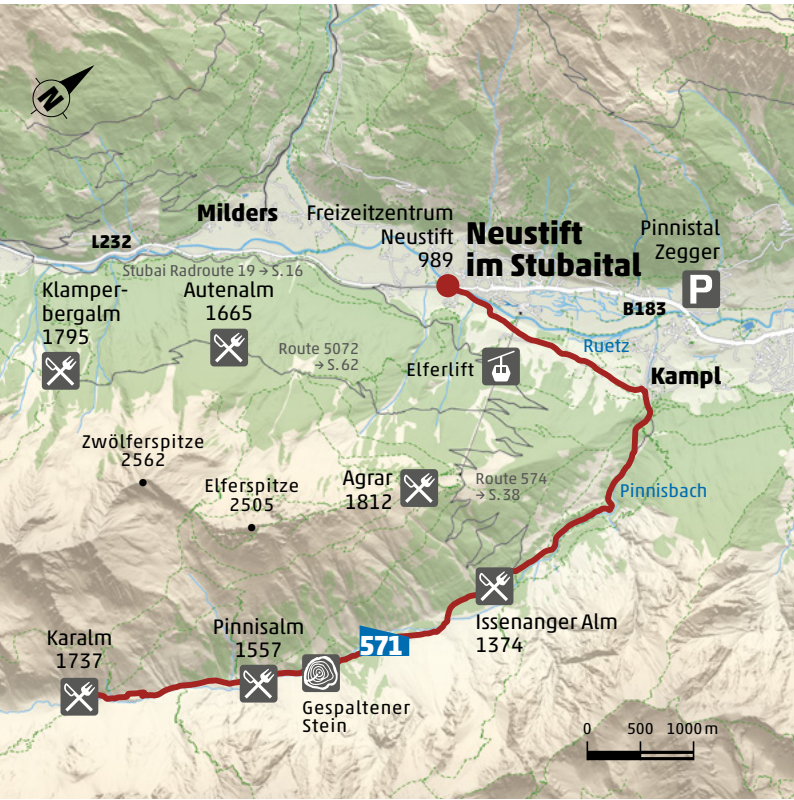 N
Milders
Freizeitzentrum
Neustift
989
Neustift
im Stubaital
Pinnistal
Zegger
P
L232
Stubai Radroute 19 → S.16
Klamper-
bergalm
1795
Autenalm
1665
B183
Ruetz
Route 5072
→ S.62
Elferlift
Kampl
Zwölferspitze
2562
Elferspitze
2505
Agrar
1812
Route 574
→ S.38
Pinnisbach
Issenanger Alm
1374
571
Karalm
1737
Pinnisalm
1557
Gespaltener
Stein
0 500 1000 m